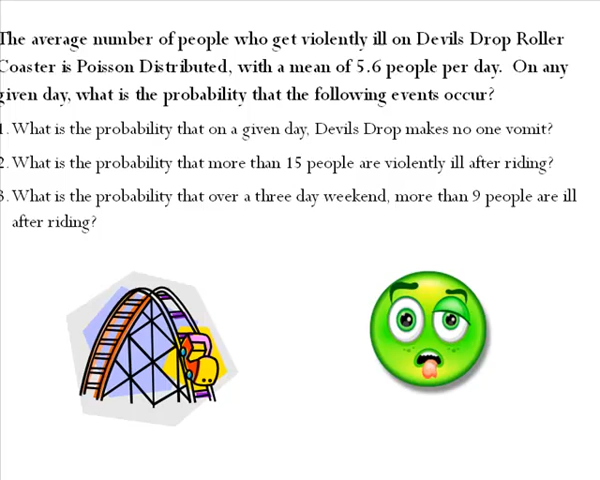 The average number of people who get violently ill on Devils Drop Roller
Coaster is Poisson Distributed, with a mean of 5.6 people per day. On any
given day, what is the probability that the following events occur?
1. What is the probability that on a given day, Devils Drop makes no one vomit?
2. What is the probability that more than 15 people are violently ill after riding?
3. What is the probability that over a three day weekend, more than 9 people are ill
after riding?